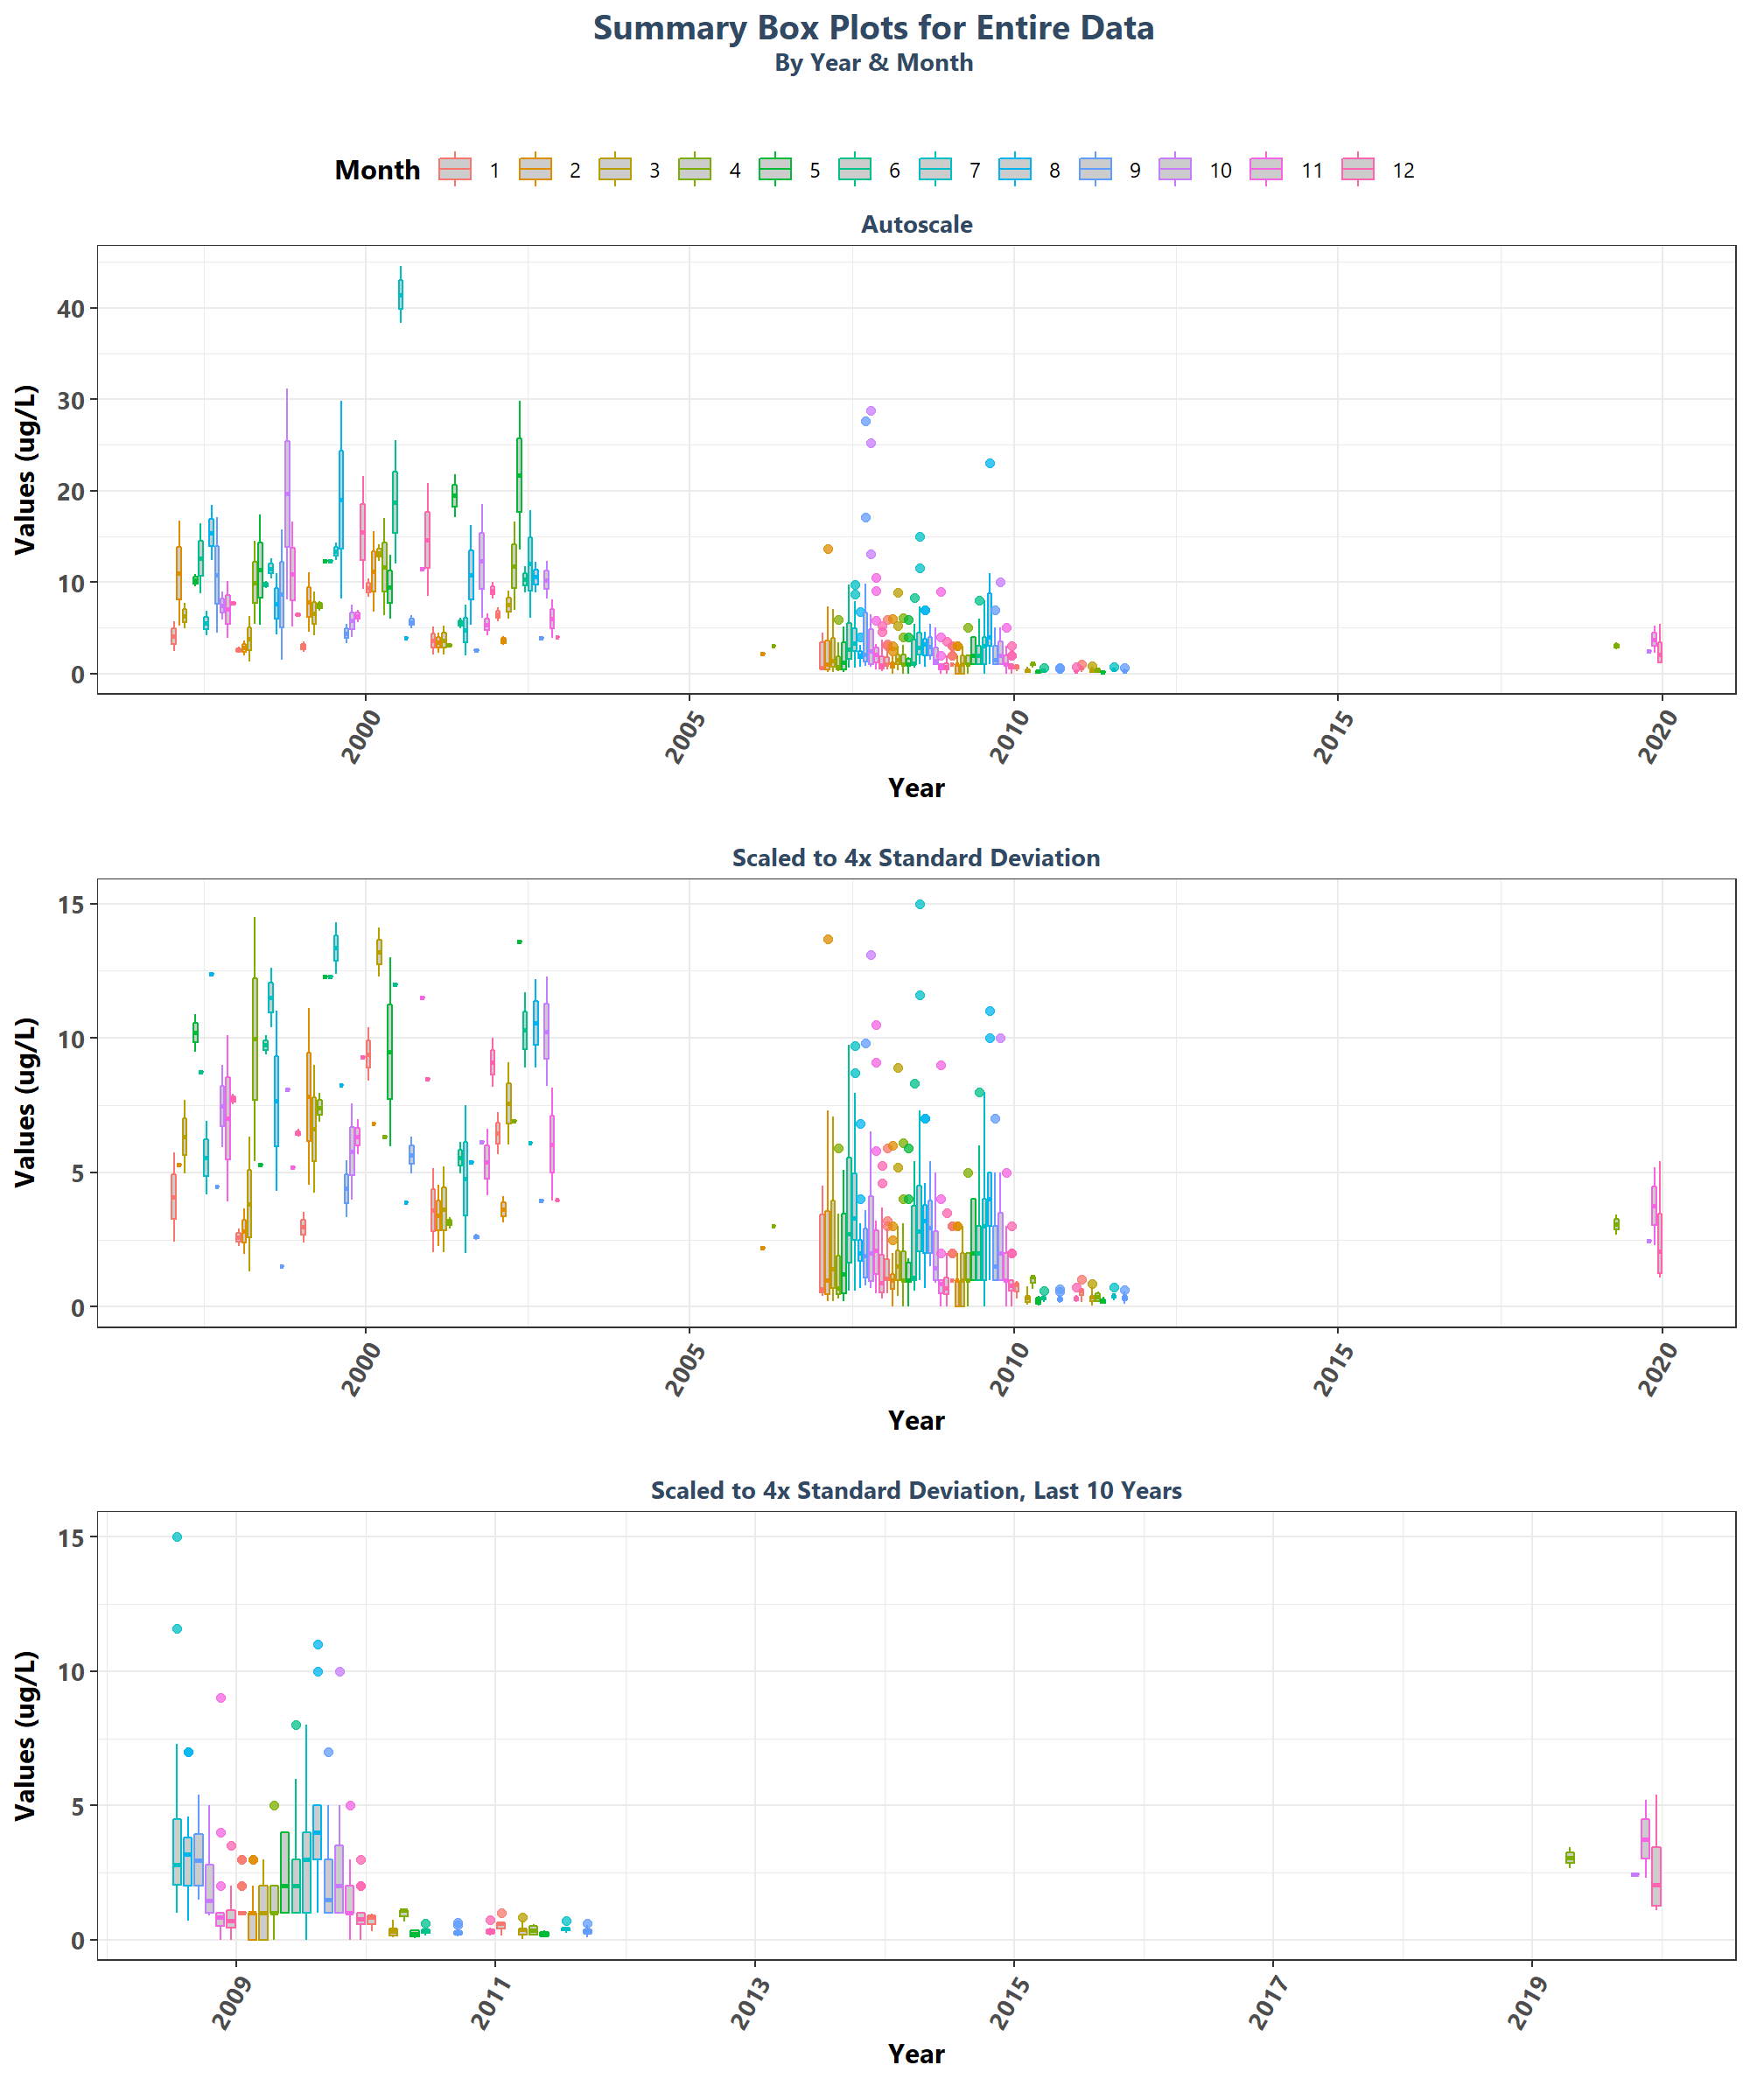 Summary Box Plots for Entire Data
By Year & Month
Month 1 2 3 4 5 6 7 8 9 10 11 12
Autoscale
Values (ug/L)
40
30
20
10
0
2000 2005 2010 2015 2020
Year
Scaled to 4x Standard Deviation
Values (ug/L)
15
10
5
0
2000 2005 2010 2015 2020
Year
Scaled to 4x Standard Deviation, Last 10 Years
Values (ug/L)
15
10
5
0
2009 2011 2013 2015 2017 2019
Year